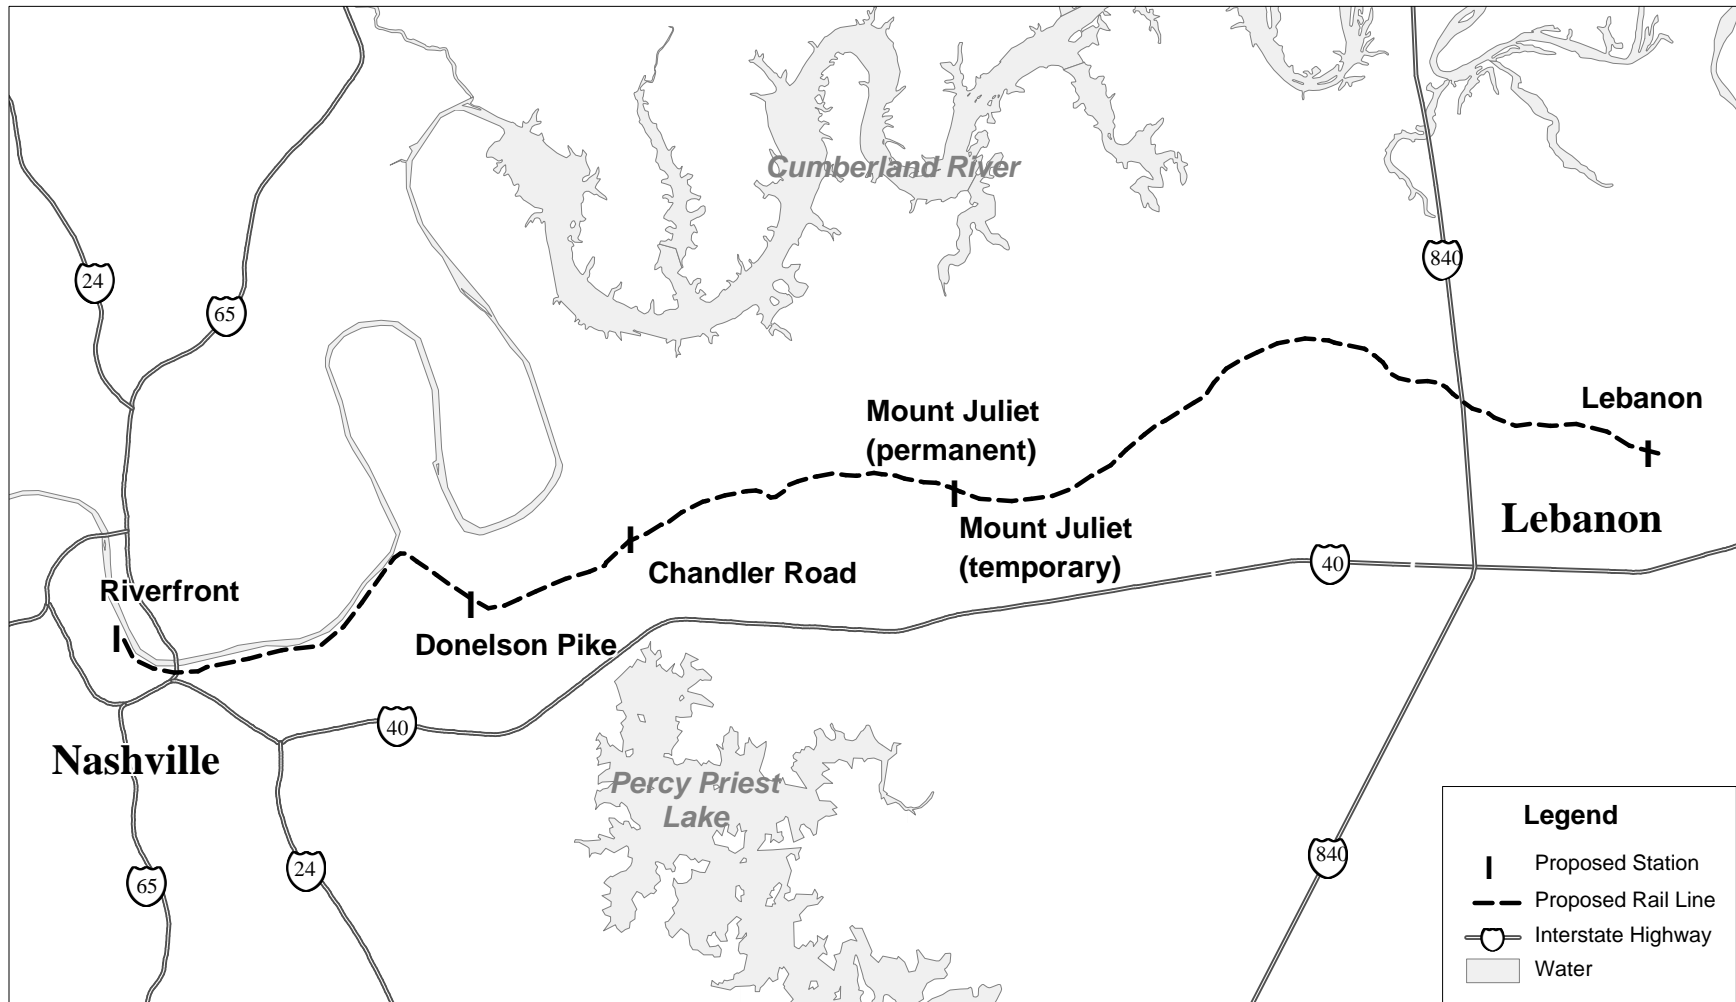 Cumberland River
24
840
65
Mount Juliet
(permanent)
Lebanon
Lebanon
Mount Juliet
(temporary)
40
Chandler Road
Riverfront
Donelson Pike
40
Nashville
Percy Priest
Lake
840
24
65
Legend
Proposed Station
Proposed Rail Line
Interstate Highway
Water